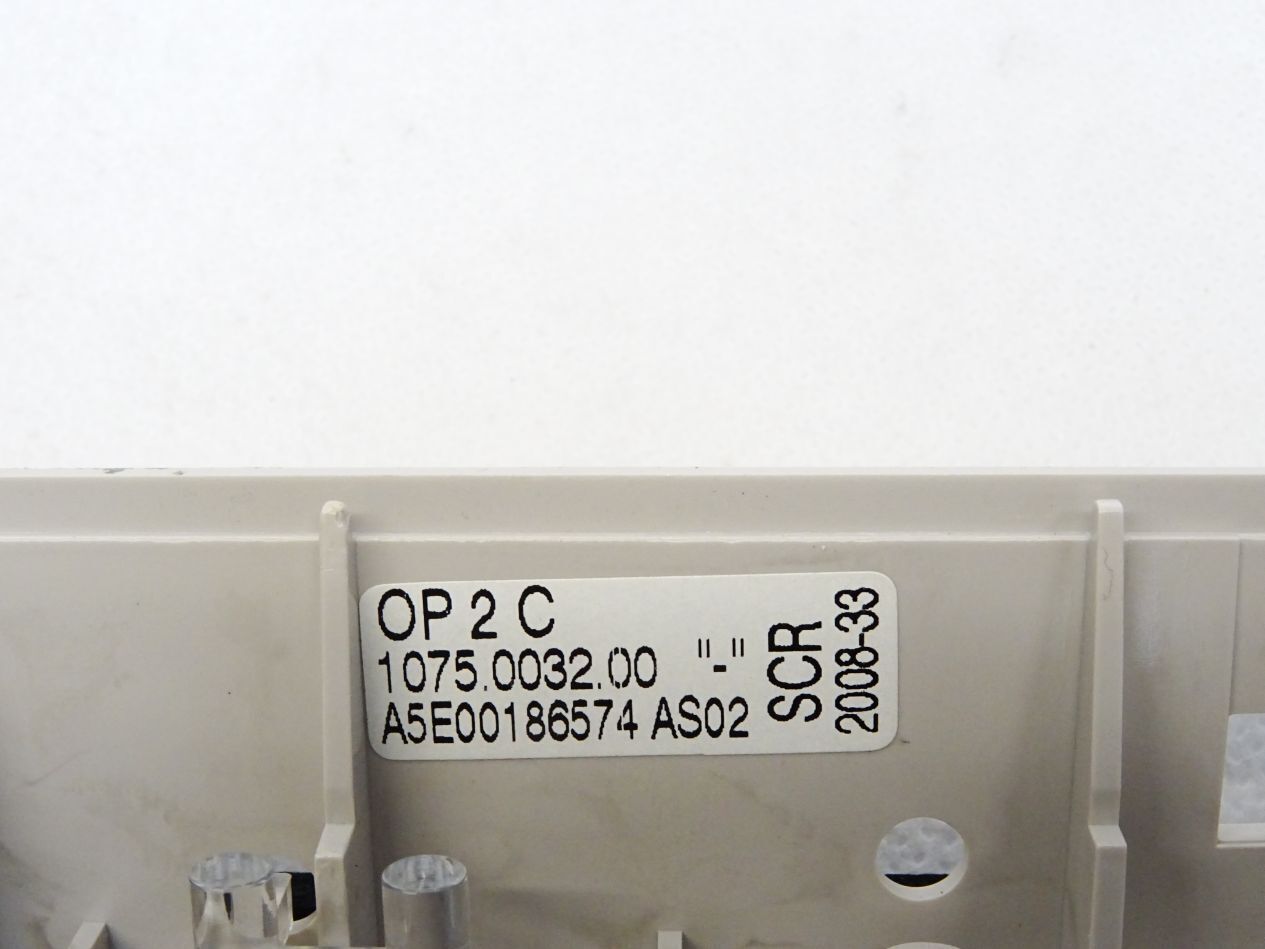 OP 2 C
1075.0032.00 "-"
A5E00186574 AS02
SCR
2008-33